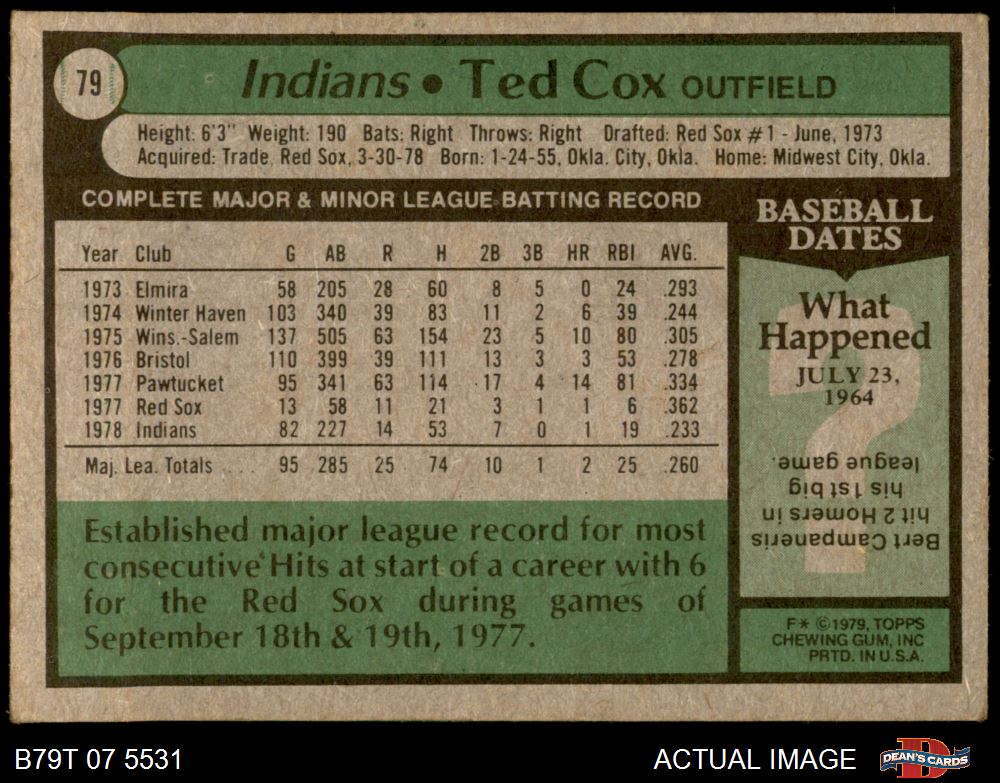 79
Indians • Ted Cox OUTFIELD
Height: 6'3" Weight: 190 Bats: Right Throws: Right Drafted: Red Sox #1 - June, 1973
Acquired: Trade, Red Sox, 3-30-78 Born: 1-24-55, Okla. City, Okla. Home: Midwest City, Okla.
COMPLETE MAJOR & MINOR LEAGUE BATTING RECORD
Year Club G AB R H 2B 3B HR RBI AVG.
1973 Elmira 58 205 28 60 8 5 0 24 .293
1974 Winter Haven 103 340 39 83 11 2 6 39 .244
1975 Wins.-Salem 137 505 63 154 23 5 10 80 .305
1976 Bristol 110 399 39 111 13 3 3 53 .278
1977 Pawtucket 95 341 63 114 17 4 14 81 .334
1977 Red Sox 13 58 11 21 3 1 1 6 .362
1978 Indians 82 227 14 53 7 0 1 19 .233
Maj. Lea. Totals . . . 95 285 25 74 10 1 2 25 .260
Established major league record for most
consecutive Hits at start of a career with 6
for the Red Sox during games of
September 18th & 19th, 1977.
BASEBALL
DATES
What
Happened
JULY 23,
1964
?
Bert Campaneris
hit 2 Homers in
his 1st big
league game.
F* ©1979, TOPPS
CHEWING GUM, INC
PRTD. IN U.S.A.
B79T 07 5531
ACTUAL IMAGE
D
DEAN'S CARDS